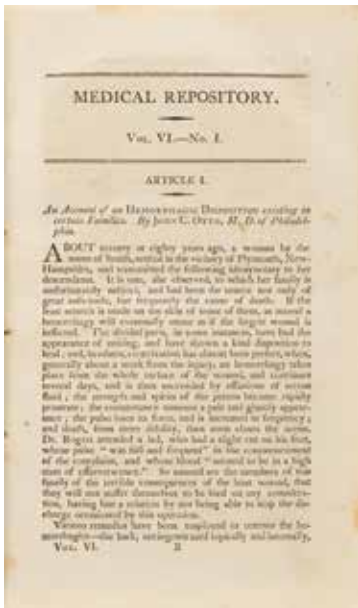 MEDICAL REPOSITORY.
VOL. VI.—No. I.
ARTICLE I.
An Account of an HEMORRHAGIC DISPOSITION existing in
certain Families. By JOHN C. OTTO, M. D. of Philadel-
phia.
ABOUT seventy or eighty years ago, a woman by the
name of Smith, settled in the vicinity of Plymouth, New-
Hampshire, and transmitted the following idiosyncrasy to her
descendants. It is one, she observed, to which her family is
unfortunately subject, and had been the source not only of
great solicitude, but frequently the cause of death. If the
least scratch is made on the skin of some of them, as mortal a
hemorrhagy will eventually ensue as if the largest wound is
inflicted. The divided parts, in some instances, have had the
appearance of uniting, and have shown a kind disposition to
heal; and, in others, cicatrization has almost been perfect, when,
generally about a week from the injury, an hemorrhagy takes
place from the whole surface of the wound, and continues
several days, and is then succeeded by effusions of serous
fluid; the strength and spirits of the person become rapidly
prostrate; the countenance assumes a pale and ghastly appear-
ance; the pulse loses its force, and is increased in frequency;
and death, from mere debility, then soon closes the scene.
Dr. Rogers attended a lad, who had a slight cut on his foot,
whose pulse "was full and frequent" in the commencement
of the complaint, and whose blood "seemed to be in a high
state of effervescence." So assured are the members of this
family of the terrible consequences of the least wound, that
they will not suffer themselves to be bled on any considera-
tion, having lost a relation by not being able to stop the dis-
charge occasioned by this operation.
Various remedies have been employed to restrain the he-
morrhages—the bark, astringents used topically and internally,
VOL. VI. B